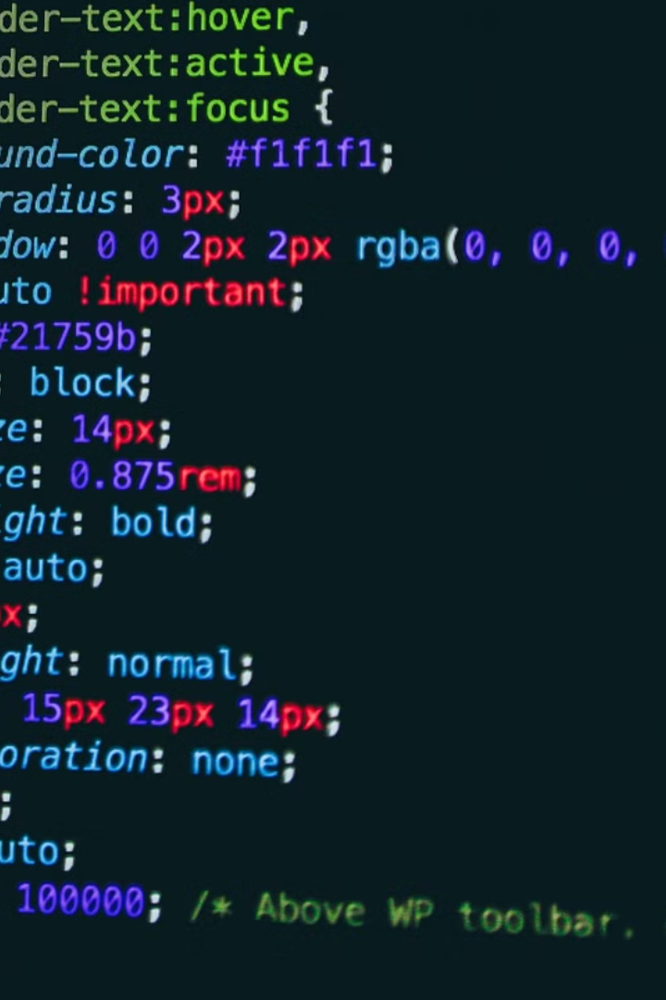 der-text:hover,
der-text:active,
der-text:focus {
und-color: #f1f1f1;
radius: 3px;
dow: 0 0 2px 2px rgba(0, 0, 0,
uto !important;
#21759b;
: block;
ze: 14px;
ze: 0.875rem;
ight: bold;
auto;
x;
ght: normal;
15px 23px 14px;
oration: none;
;
uto;
100000; /* Above WP toolbar.